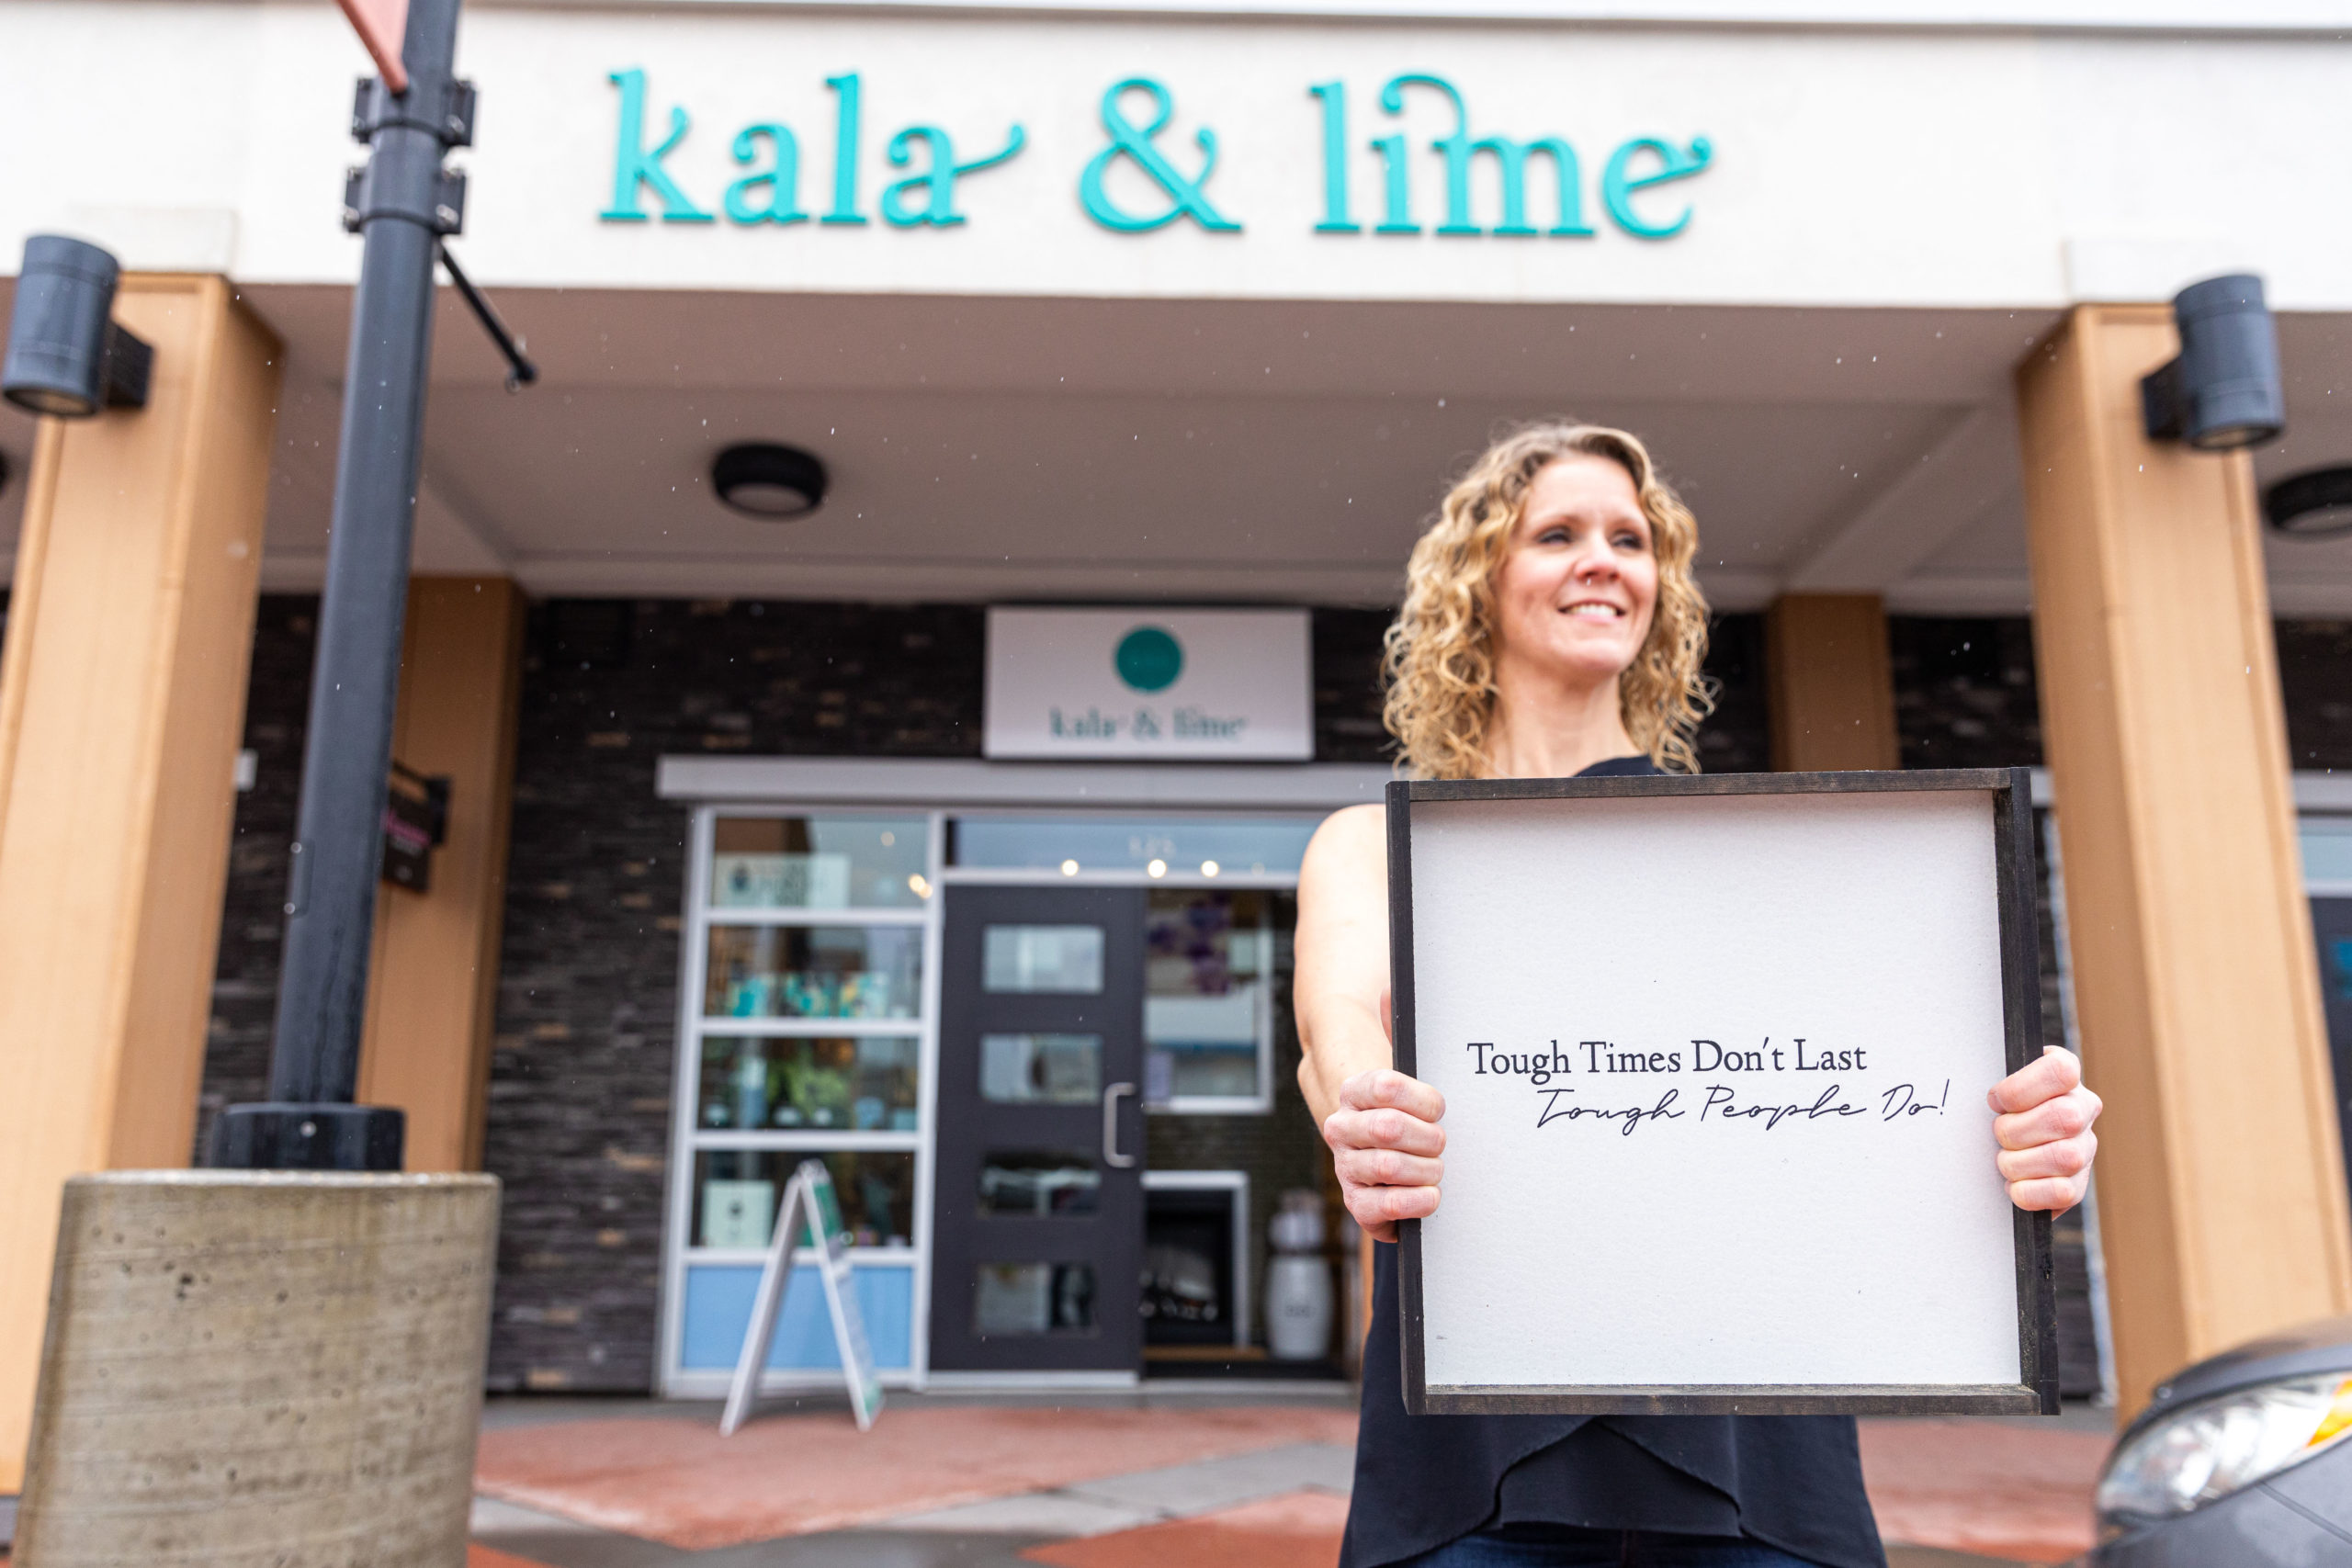 kala & lime
kala & lime
Tough Times Don't Last
Tough People Do!